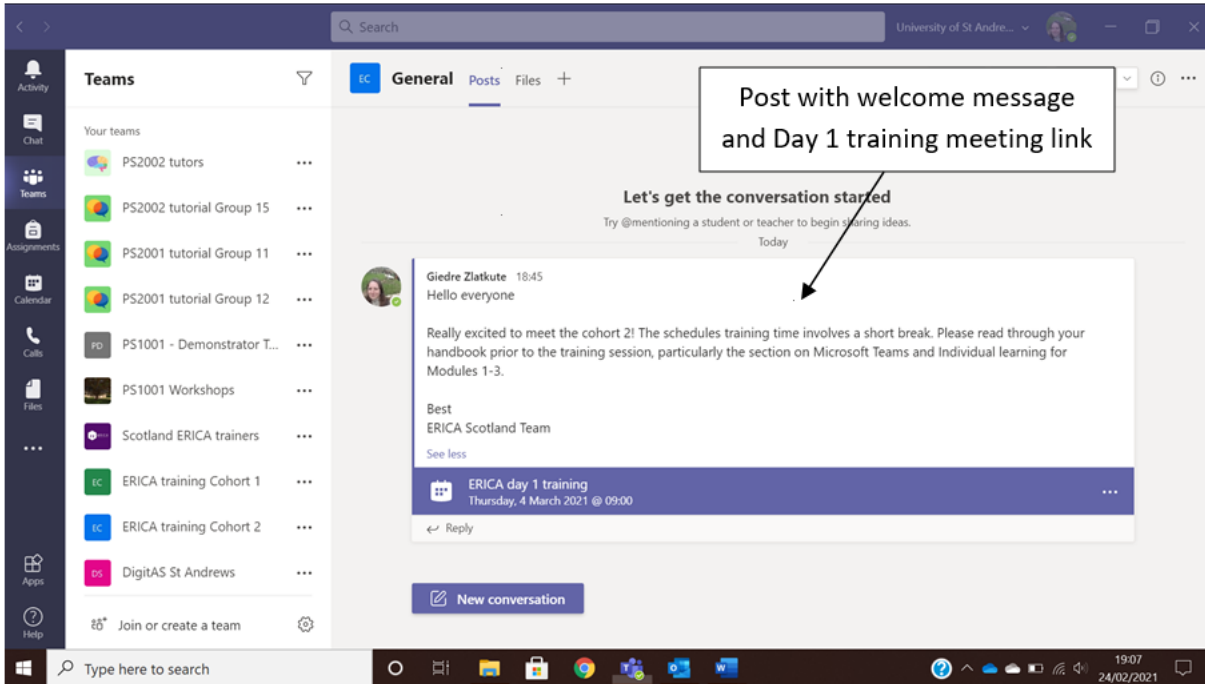 Search
University of St Andre...
Activity
Chat
Teams
Assignments
Calendar
Calls
Files
Apps
Help
Teams
Your teams
PS2002 tutors
PS2002 tutorial Group 15
PS2001 tutorial Group 11
PS2001 tutorial Group 12
PD
PS1001 - Demonstrator T...
PS1001 Workshops
Scotland ERICA trainers
EC
ERICA training Cohort 1
EC
ERICA training Cohort 2
DS
DigitAS St Andrews
Join or create a team
EC General Posts Files
Post with welcome message
and Day 1 training meeting link
Let's get the conversation started
Try @mentioning a student or teacher to begin sharing ideas.
Today
Giedre Zlatkute 18:45
Hello everyone
Really excited to meet the cohort 2! The schedules training time involves a short break. Please read through your
handbook prior to the training session, particularly the section on Microsoft Teams and Individual learning for
Modules 1-3.
Best
ERICA Scotland Team
See less
ERICA day 1 training
Thursday, 4 March 2021 @ 09:00
Reply
New conversation
Type here to search
19:07
24/02/2021